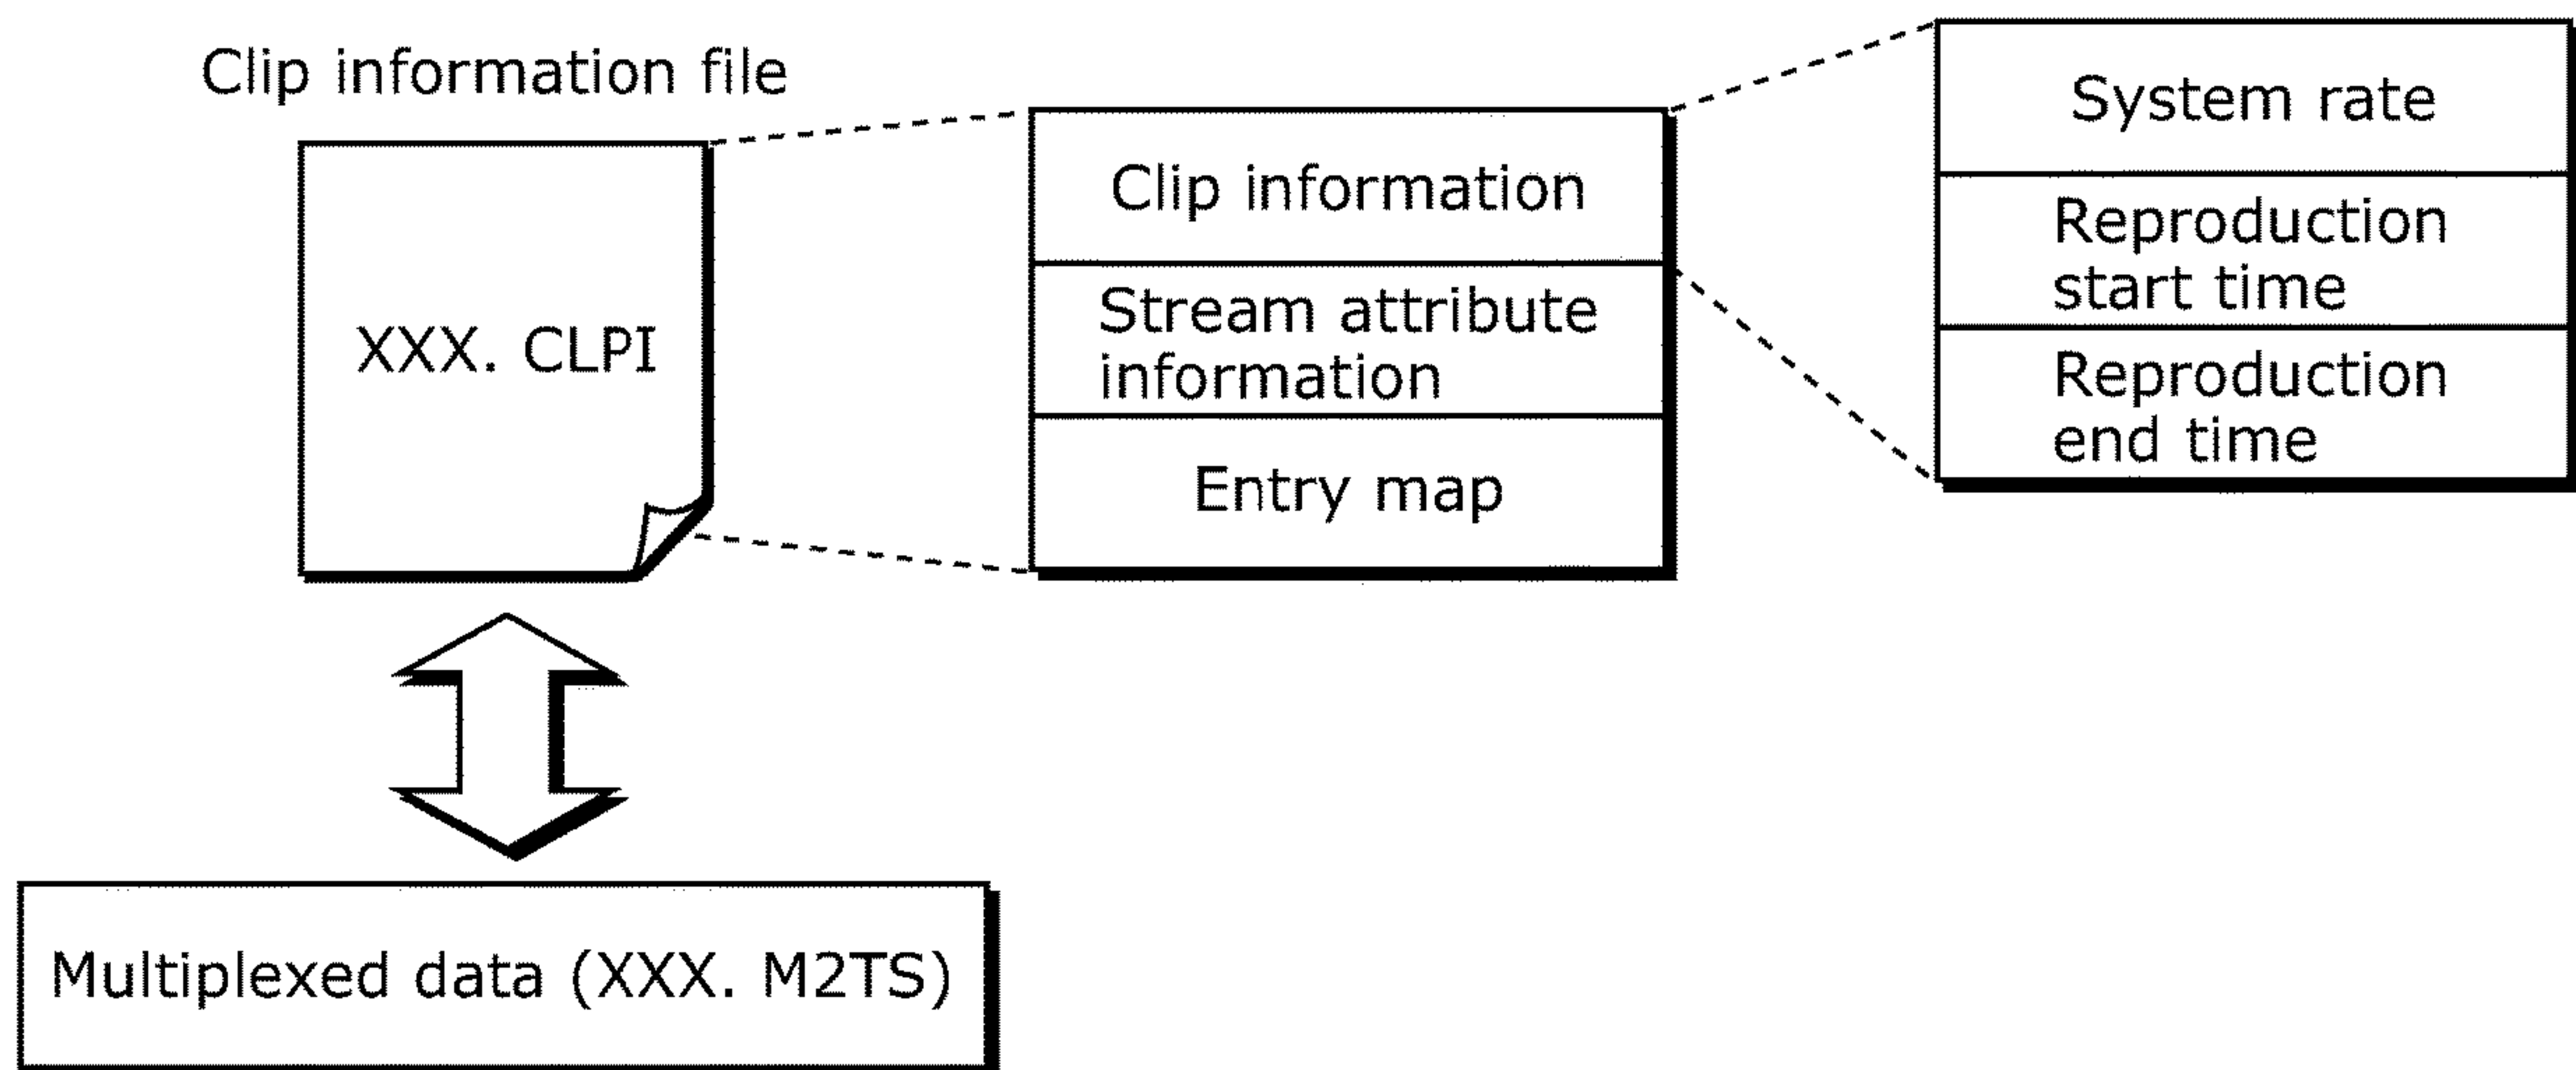 Clip information file
XXX. CLPI
Clip information
Stream attribute
information
Entry map
System rate
Reproduction
start time
Reproduction
end time
Multiplexed data (XXX. M2TS)